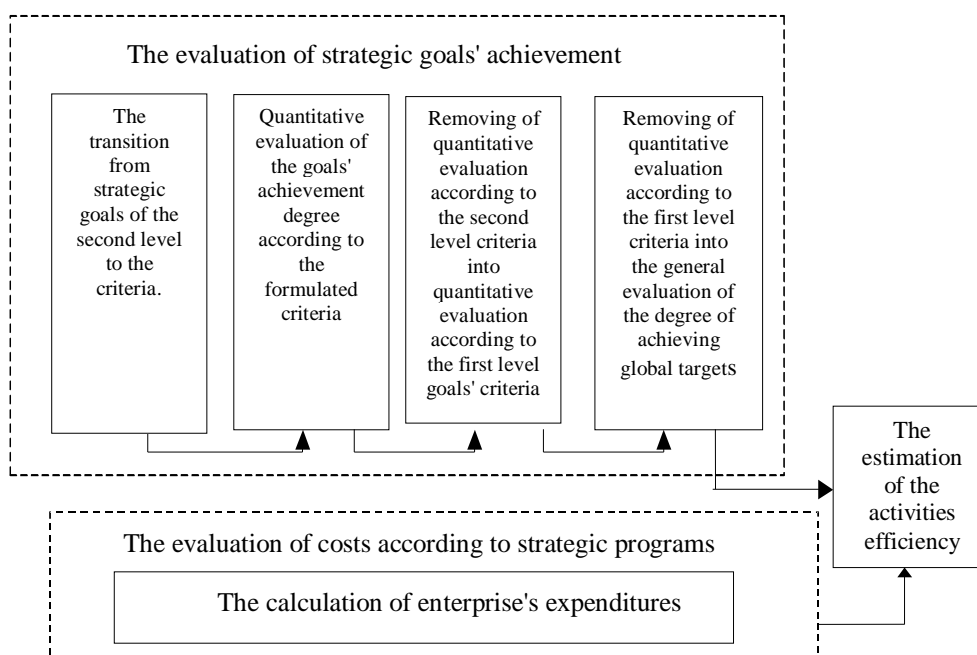 The evaluation of strategic goals' achievement
The
transition
from
strategic
goals of the
second level
to the
criteria.
Quantitative
evaluation of
the goals'
achievement
degree
according to
the
formulated
criteria
Removing of
quantitative
evaluation
according to
the second
level criteria
into
quantitative
evaluation
according to
the first level
goals' criteria
Removing of
quantitative
evaluation
according to
the first level
criteria into
the general
evaluation of
the degree of
achieving
global targets
The
estimation
of the
activities
efficiency
The evaluation of costs according to strategic programs
The calculation of enterprise's expenditures